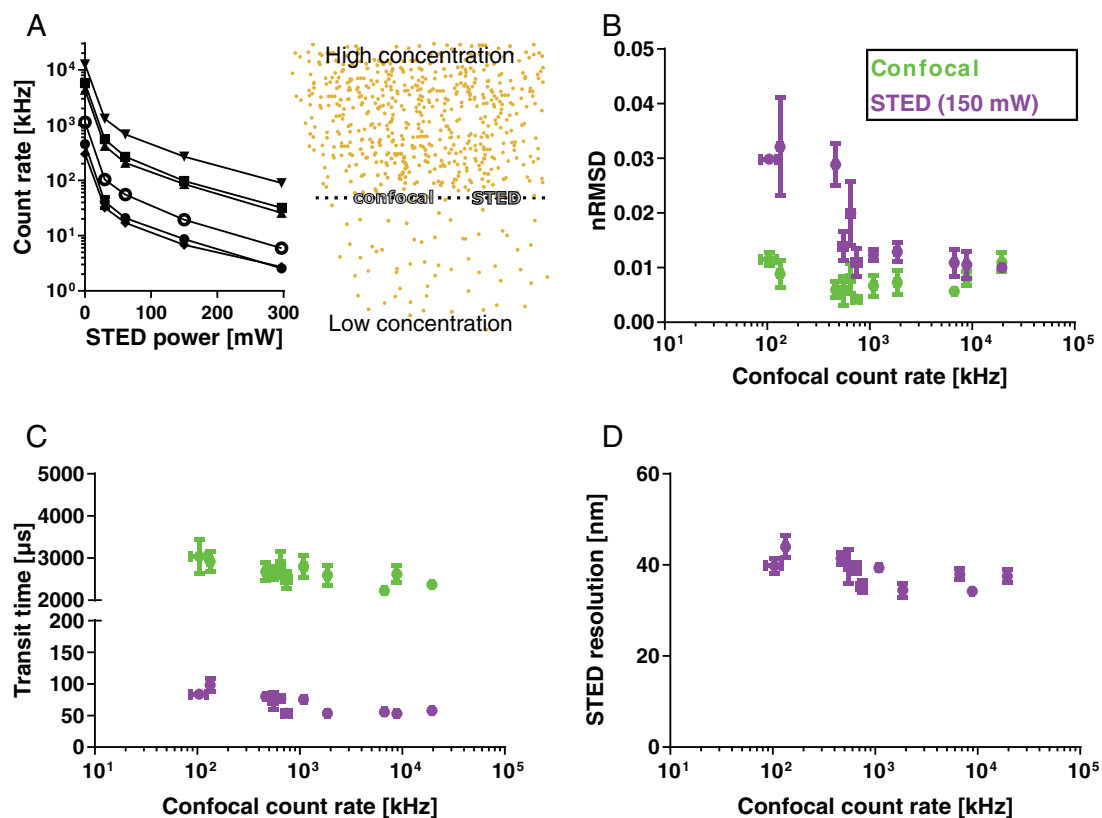 A
Count rate [kHz]
10⁴
10³
10²
10¹
10⁰
0 100 200 300
STED power [mW]
High concentration
confocal STED
Low concentration
B
nRMSD
0.05
0.04
0.03
0.02
0.01
0.00
10¹ 10² 10³ 10⁴ 10⁵
Confocal count rate [kHz]
Confocal
STED (150 mW)
C
Transit time [µs]
5000
4000
3000
2000
200
150
100
50
0
10¹ 10² 10³ 10⁴ 10⁵
Confocal count rate [kHz]
D
STED resolution [nm]
60
40
20
0
10¹ 10² 10³ 10⁴ 10⁵
Confocal count rate [kHz]